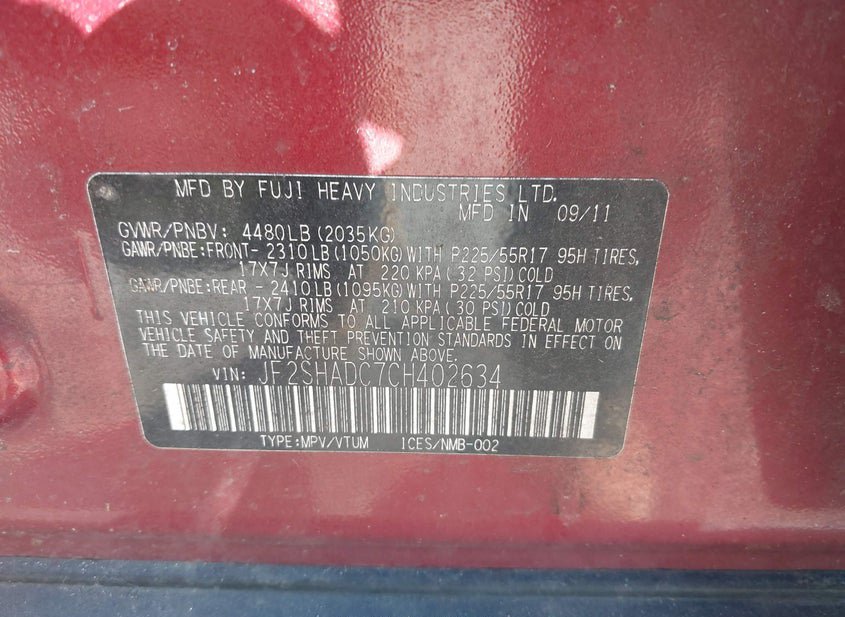 MFD BY FUJI HEAVY INDUSTRIES LTD.
MFD IN 09/11
GVWR/PNBV: 4480LB(2035KG)
GAWR/PNBE:FRONT- 2310LB(1050KG)WITH P225/55R17 95H TIRES,
17X7J RIMS AT 220 KPA(32 PSI)COLD
GAWR/PNBE:REAR - 2410LB(1095KG)WITH P225/55R17 95H TIRES,
17X7J RIMS AT 210 KPA(30 PSI)COLD
THIS VEHICLE CONFORMS TO ALL APPLICABLE FEDERAL MOTOR
VEHICLE SAFETY AND THEFT PREVENTION STANDARDS IN EFFECT ON
THE DATE OF MANUFACTURE SHOWN ABOVE.
VIN: JF2SHADC7CH402634
TYPE:MPV/VTUM ICES/NMB-002